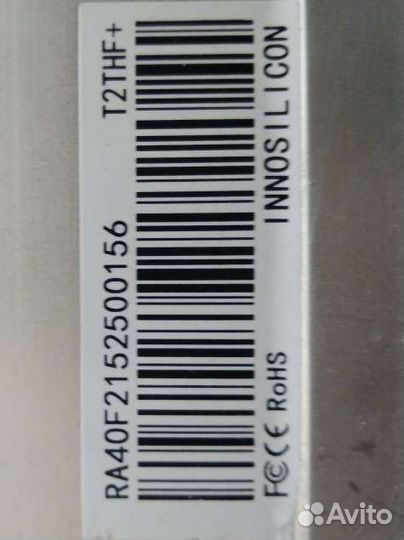 RA40F2152500156 T2THF+
FC CE RoHS INNOSILICON
Avito